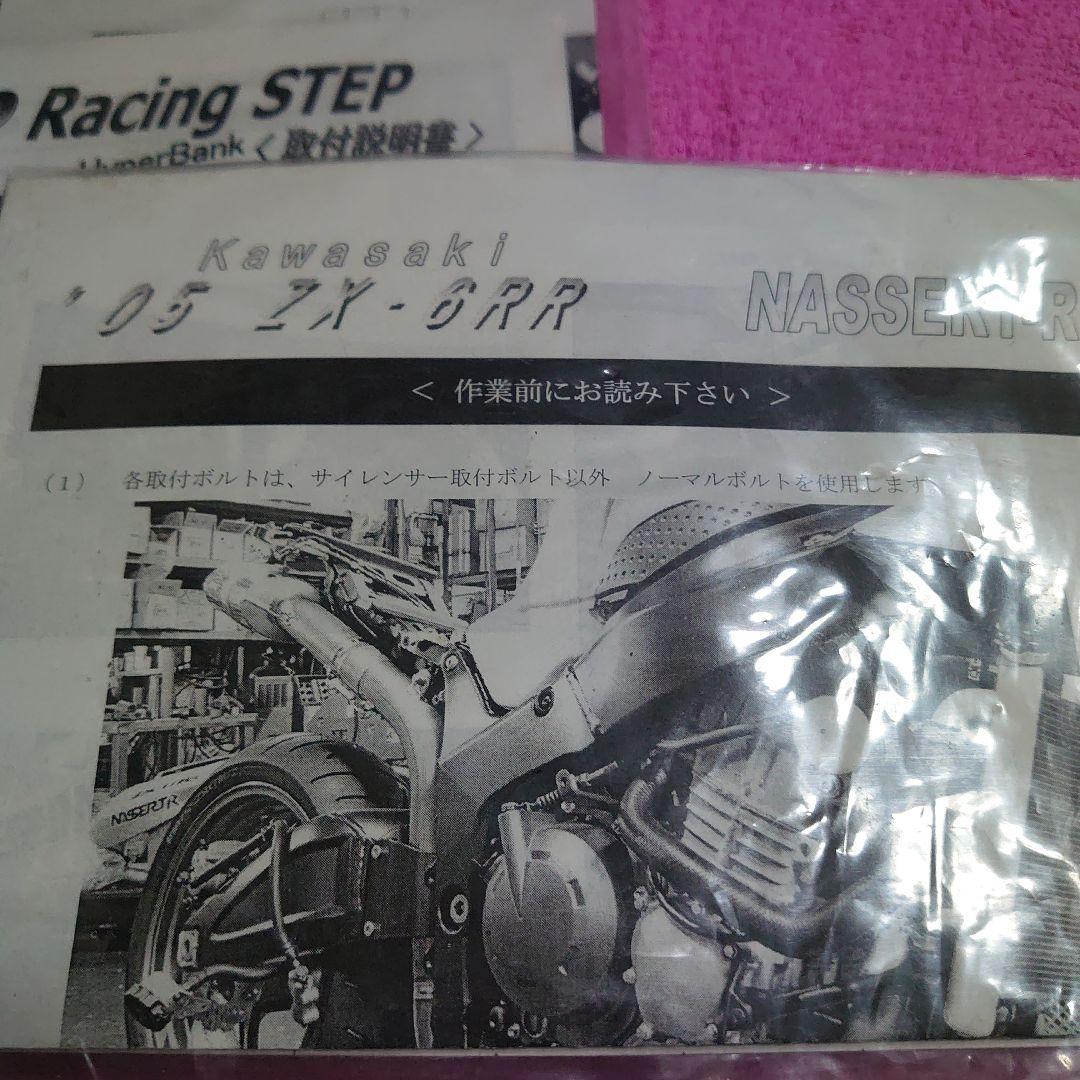 Racing STEP
HyperBank <取付説明書>
Kawasaki
'05 ZX-6RR
NASSERT-R
< 作業前にお読み下さい >
(1) 各取付ボルトは、サイレンサー取付ボルト以外 ノーマルボルトを使用します
NASSERT R